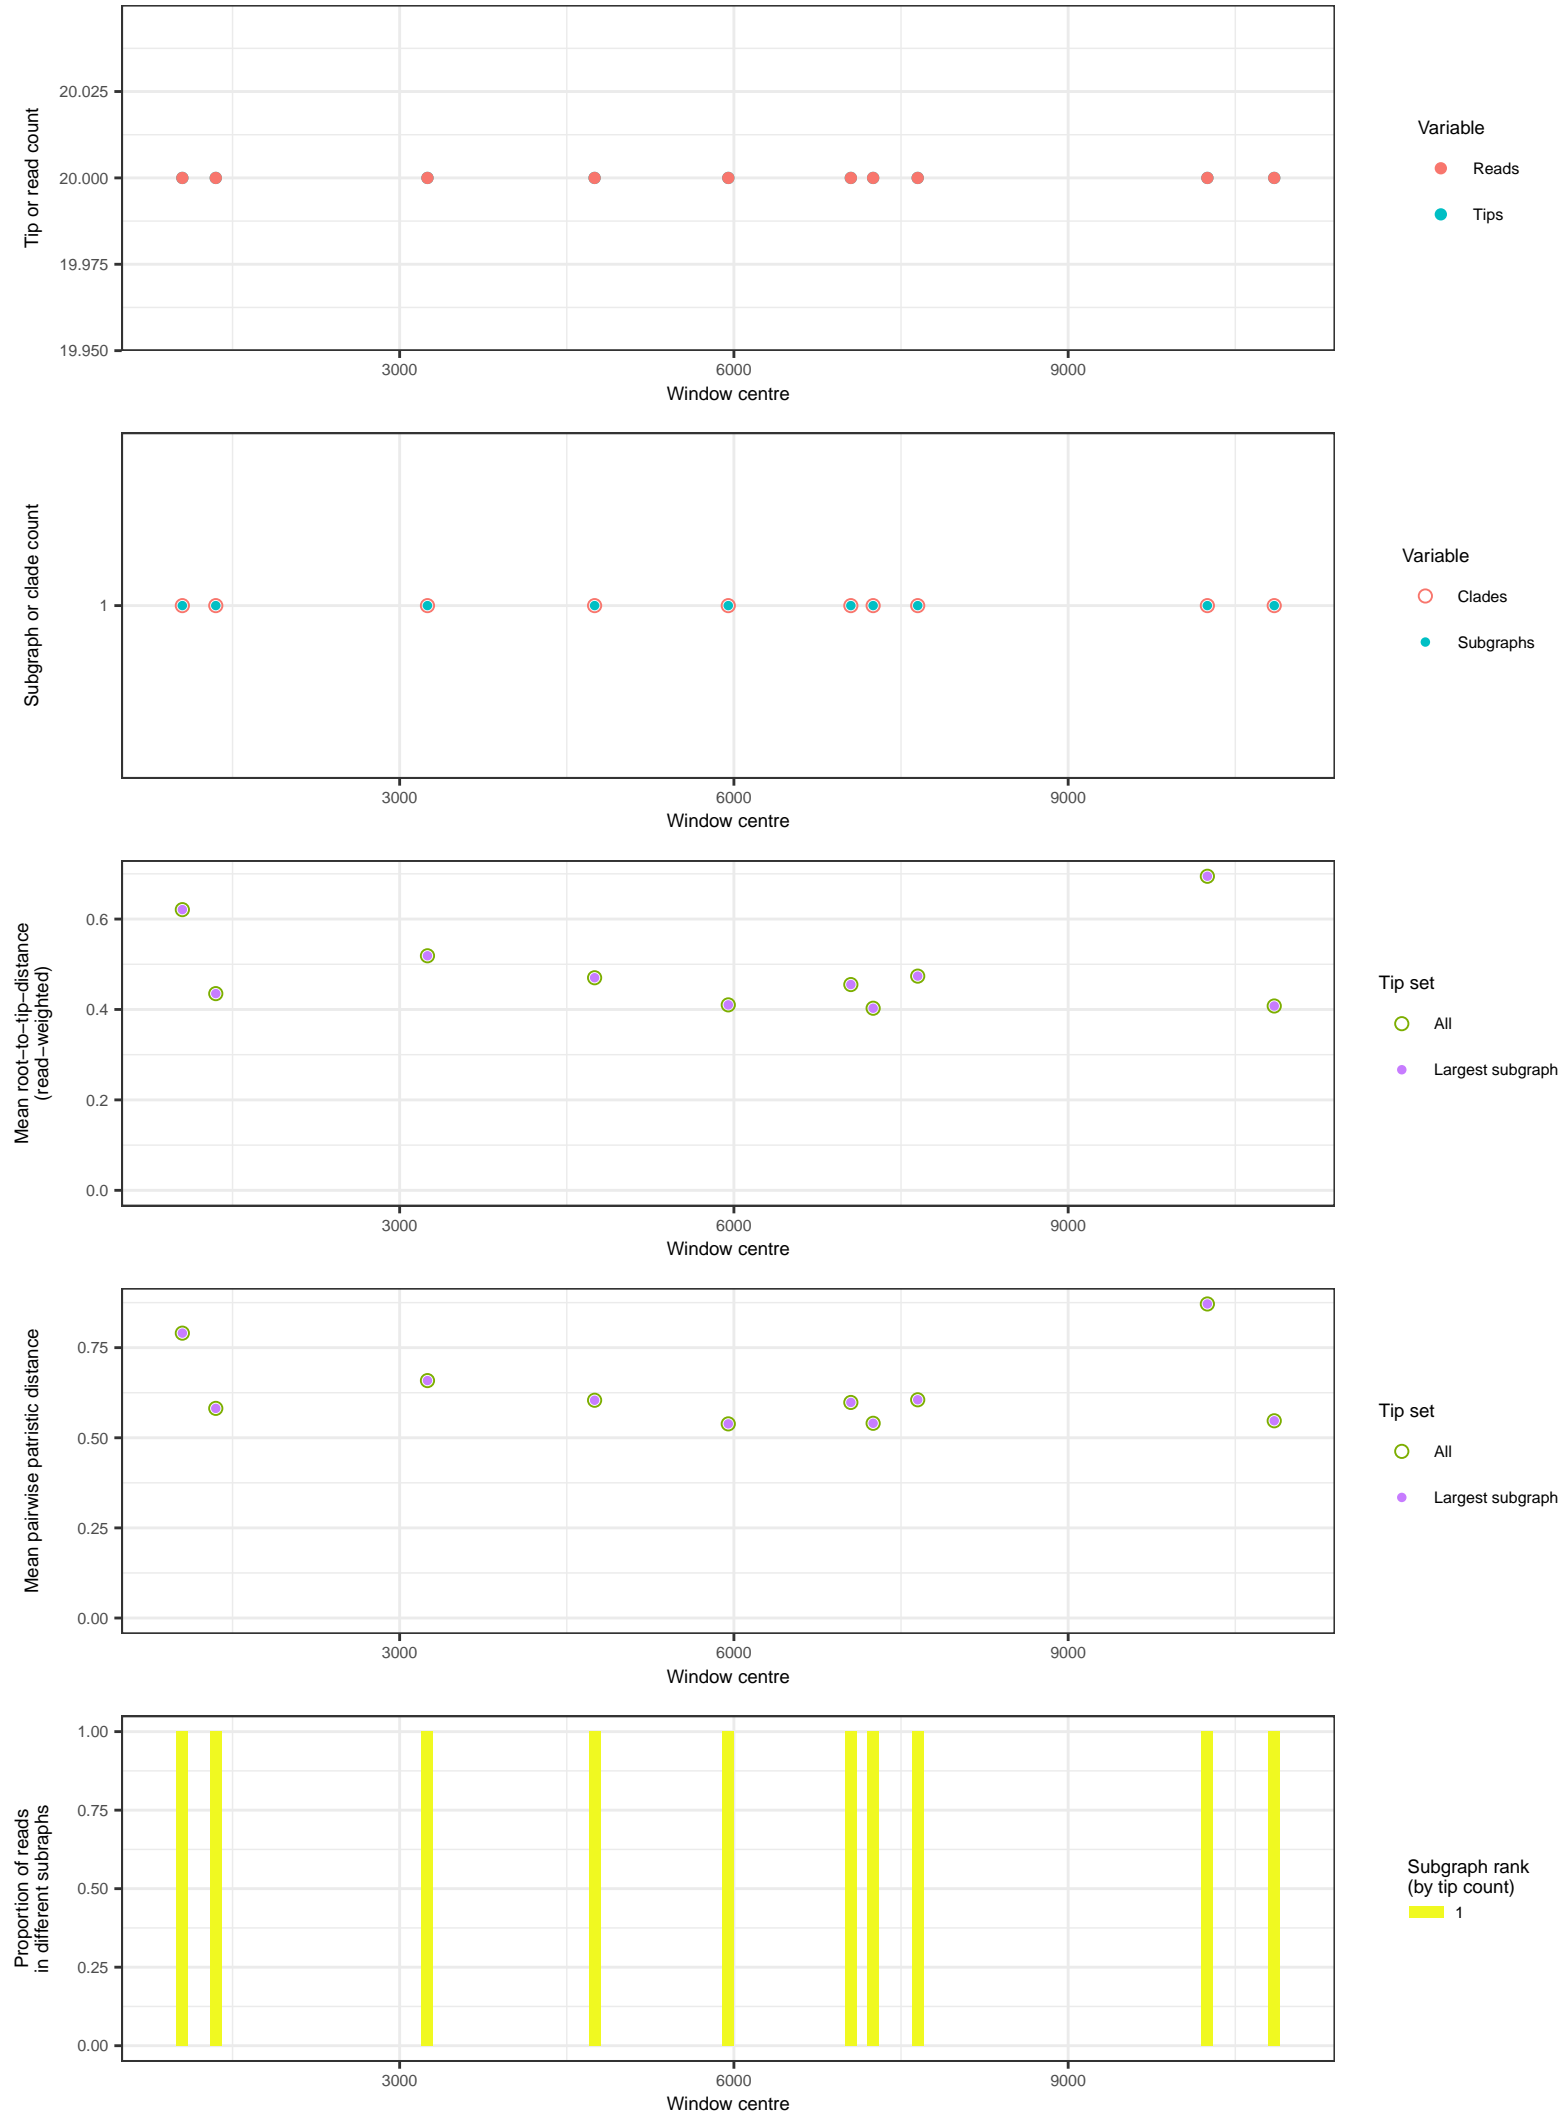 Tip or read count
20.025
20.000
19.975
19.950
3000 6000 9000
Window centre
Variable
Reads
Tips
Subgraph or clade count
1
3000 6000 9000
Window centre
Variable
Clades
Subgraphs
Mean root−to−tip−distance
(read−weighted)
0.6
0.4
0.2
0.0
3000 6000 9000
Window centre
Tip set
All
Largest subgraph
Mean pairwise patristic distance
0.75
0.50
0.25
0.00
3000 6000 9000
Window centre
Tip set
All
Largest subgraph
Proportion of reads
in different subraphs
1.00
0.75
0.50
0.25
0.00
3000 6000 9000
Window centre
Subgraph rank
(by tip count)
1